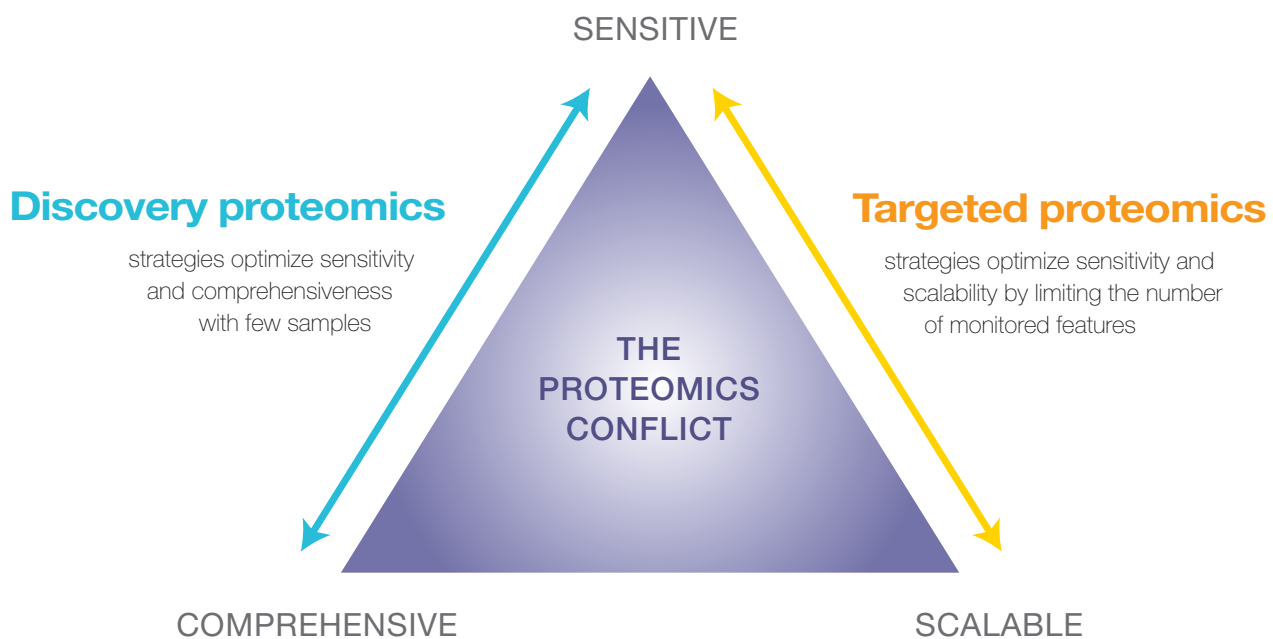 SENSITIVE
Discovery proteomics
strategies optimize sensitivity
and comprehensiveness
with few samples
Targeted proteomics
strategies optimize sensitivity and
scalability by limiting the number
of monitored features
THE
PROTEOMICS
CONFLICT
COMPREHENSIVE
SCALABLE